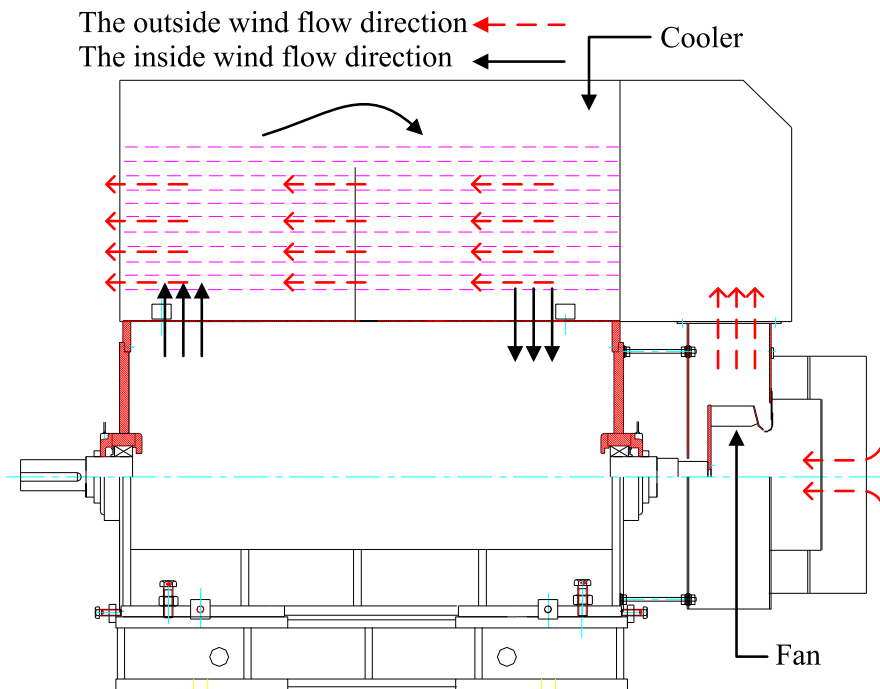 The outside wind flow direction
The inside wind flow direction
Cooler
Fan